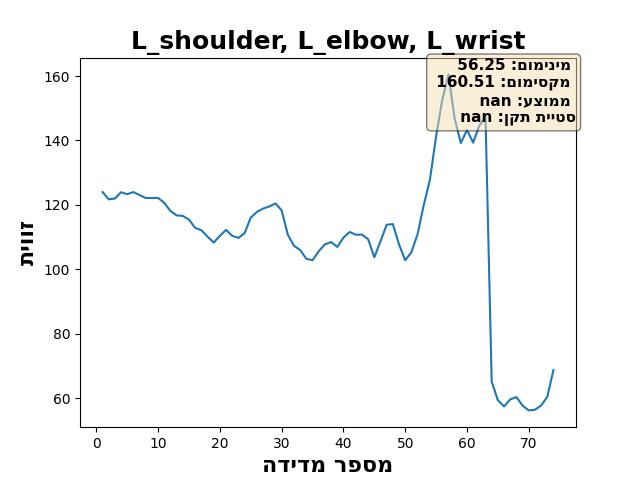 L_shoulder, L_elbow, L_wrist
מינימום: 56.25
מקסימום: 160.51
ממוצע: nan
סטיית תקן: nan
160
140
120
100
80
60
זווית
0 10 20 30 40 50 60 70
מספר מדידה